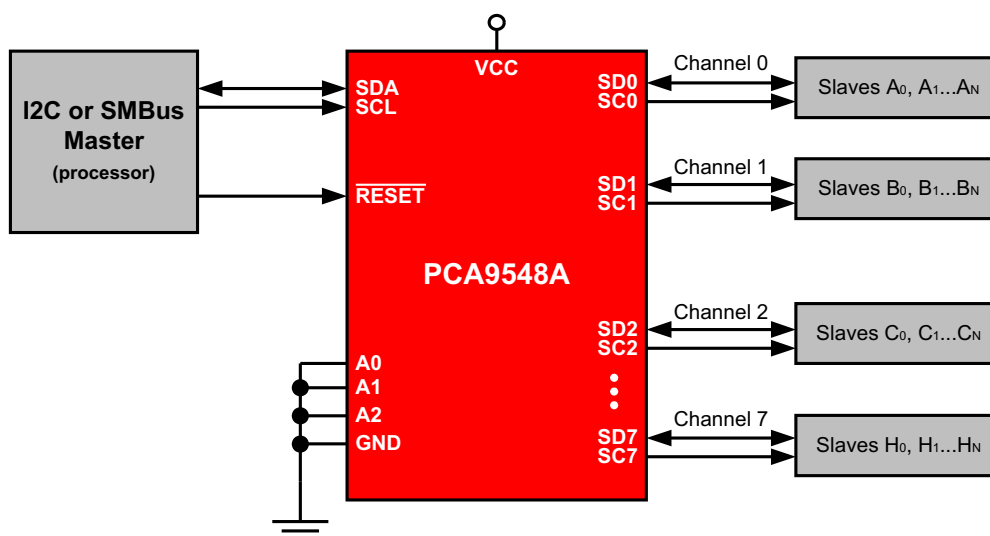 I2C or SMBus
Master
(processor)
VCC
SDA
SCL
RESET
PCA9548A
A0
A1
A2
GND
SD0
SC0
SD1
SC1
SD2
SC2
SD7
SC7
Channel 0
Channel 1
Channel 2
Channel 7
Slaves A0, A1...AN
Slaves B0, B1...BN
Slaves C0, C1...CN
Slaves H0, H1...HN